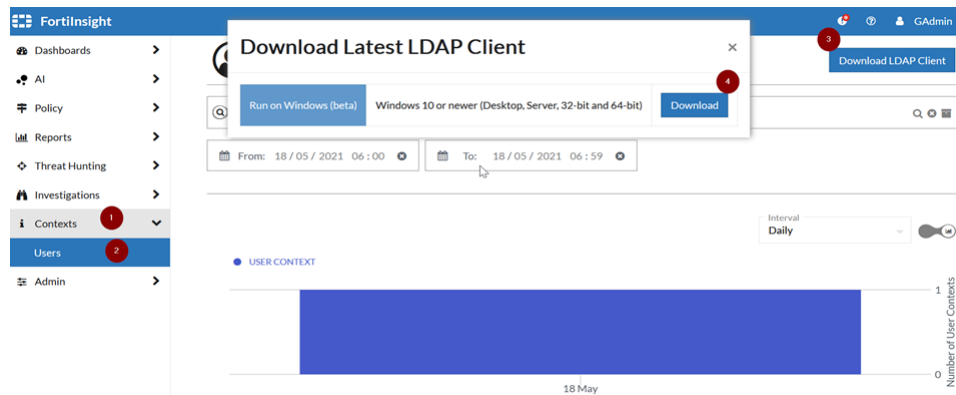 FortiInsight
GAdmin
Dashboards
AI
Policy
Reports
Threat Hunting
Investigations
Contexts 1
Users 2
Admin
Download Latest LDAP Client ×
Run on Windows (beta) Windows 10 or newer (Desktop, Server, 32-bit and 64-bit) Download
4
3
Download LDAP Client
From: 18/05/2021 06:00
To: 18/05/2021 06:59
Interval
Daily
USER CONTEXT
1
0
Number of User Contexts
18 May